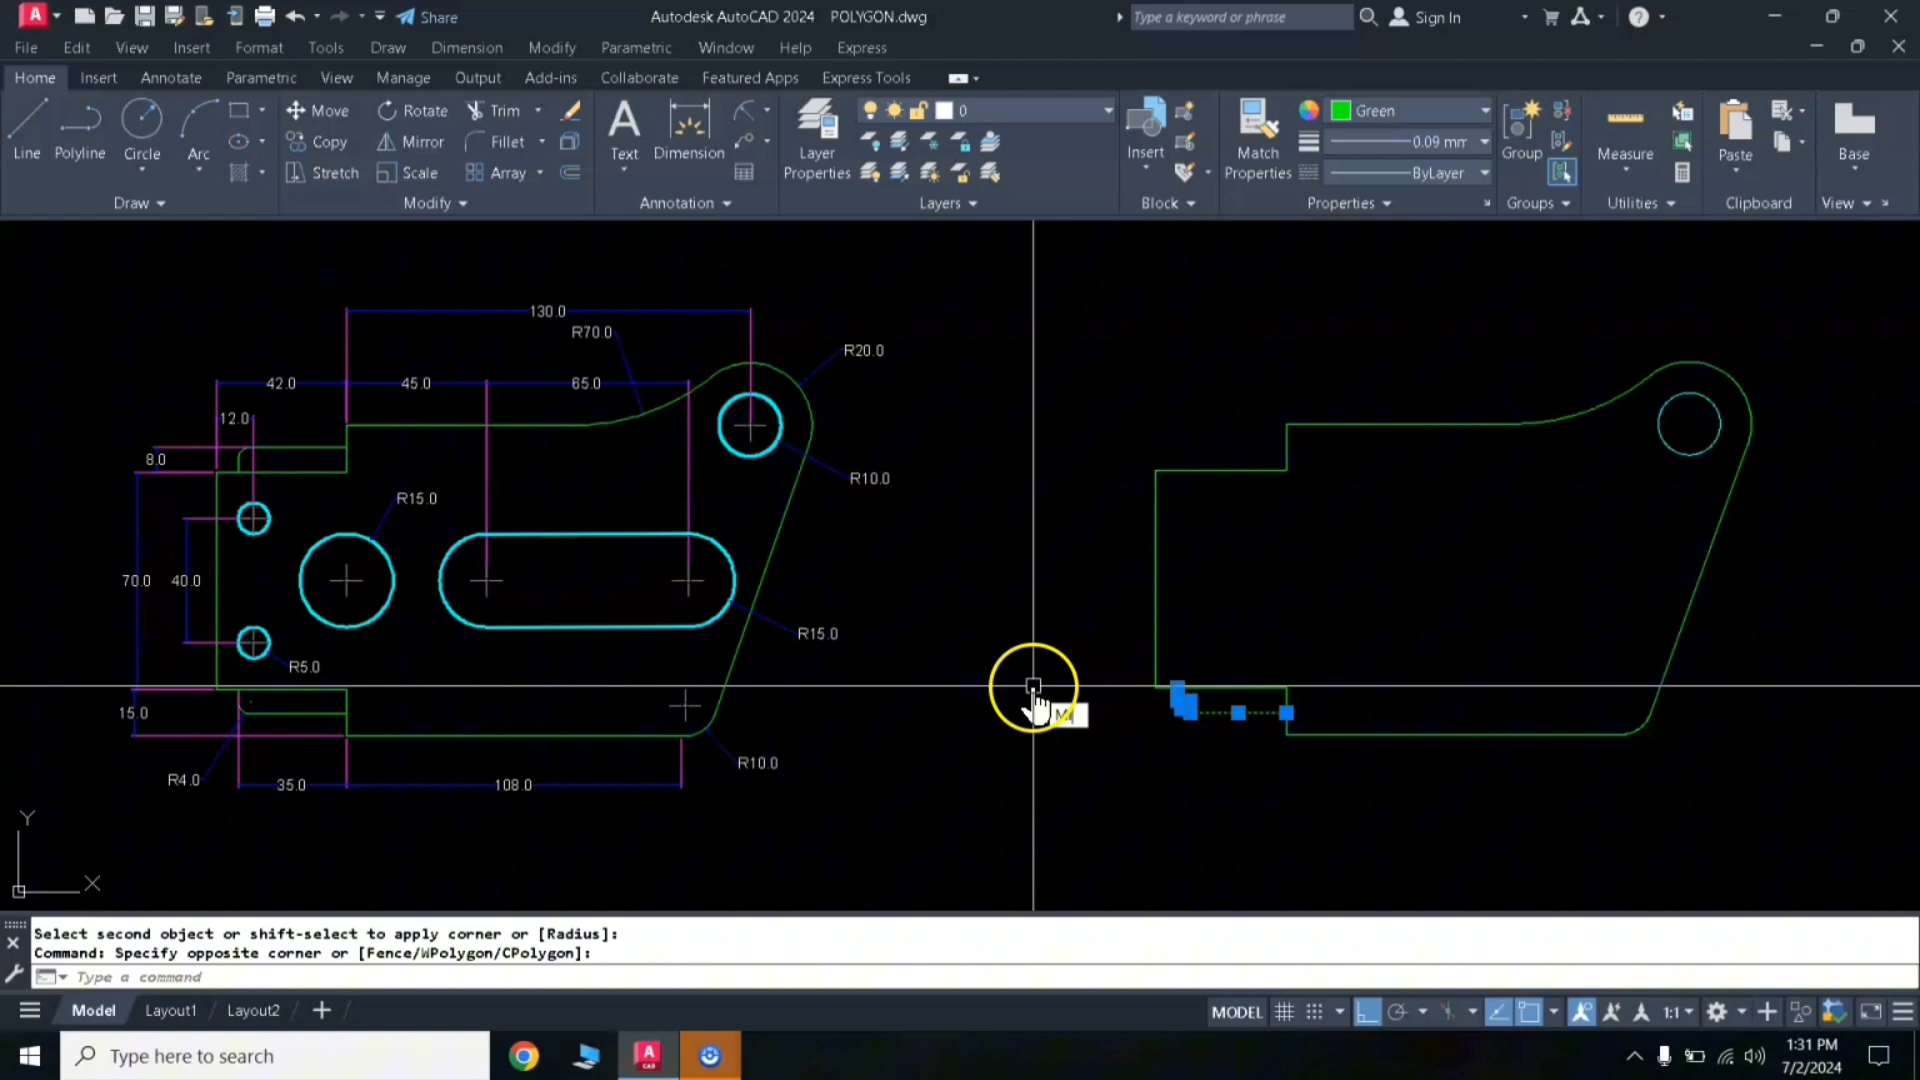 Share
Autodesk AutoCAD 2024 POLYGON.dwg
Type a keyword or phrase
Sign In
File Edit View Insert Format Tools Draw Dimension Modify Parametric Window Help Express
Home Insert Annotate Parametric View Manage Output Add-ins Collaborate Featured Apps Express Tools
Line Polyline Circle Arc
Move Rotate Trim
Copy Mirror Fillet
Stretch Scale Array
Text Dimension
Layer Properties
0
Insert
Match Properties
Green
0.09 mm
ByLayer
Group
Measure
Paste
Base
Draw Modify Annotation Layers Block Properties Groups Utilities Clipboard View
130.0
R70.0
R20.0
42.0 45.0 65.0
12.0
8.0
R10.0
R15.0
70.0 40.0
R15.0
R5.0
15.0
R10.0
R4.0 35.0 108.0
Y
X
Select second object or shift-select to apply corner or [Radius]:
Command: Specify opposite corner or [Fence/WPolygon/CPolygon]:
Type a command
Model Layout1 Layout2
MODEL
1:1
Type here to search
1:31 PM
7/2/2024